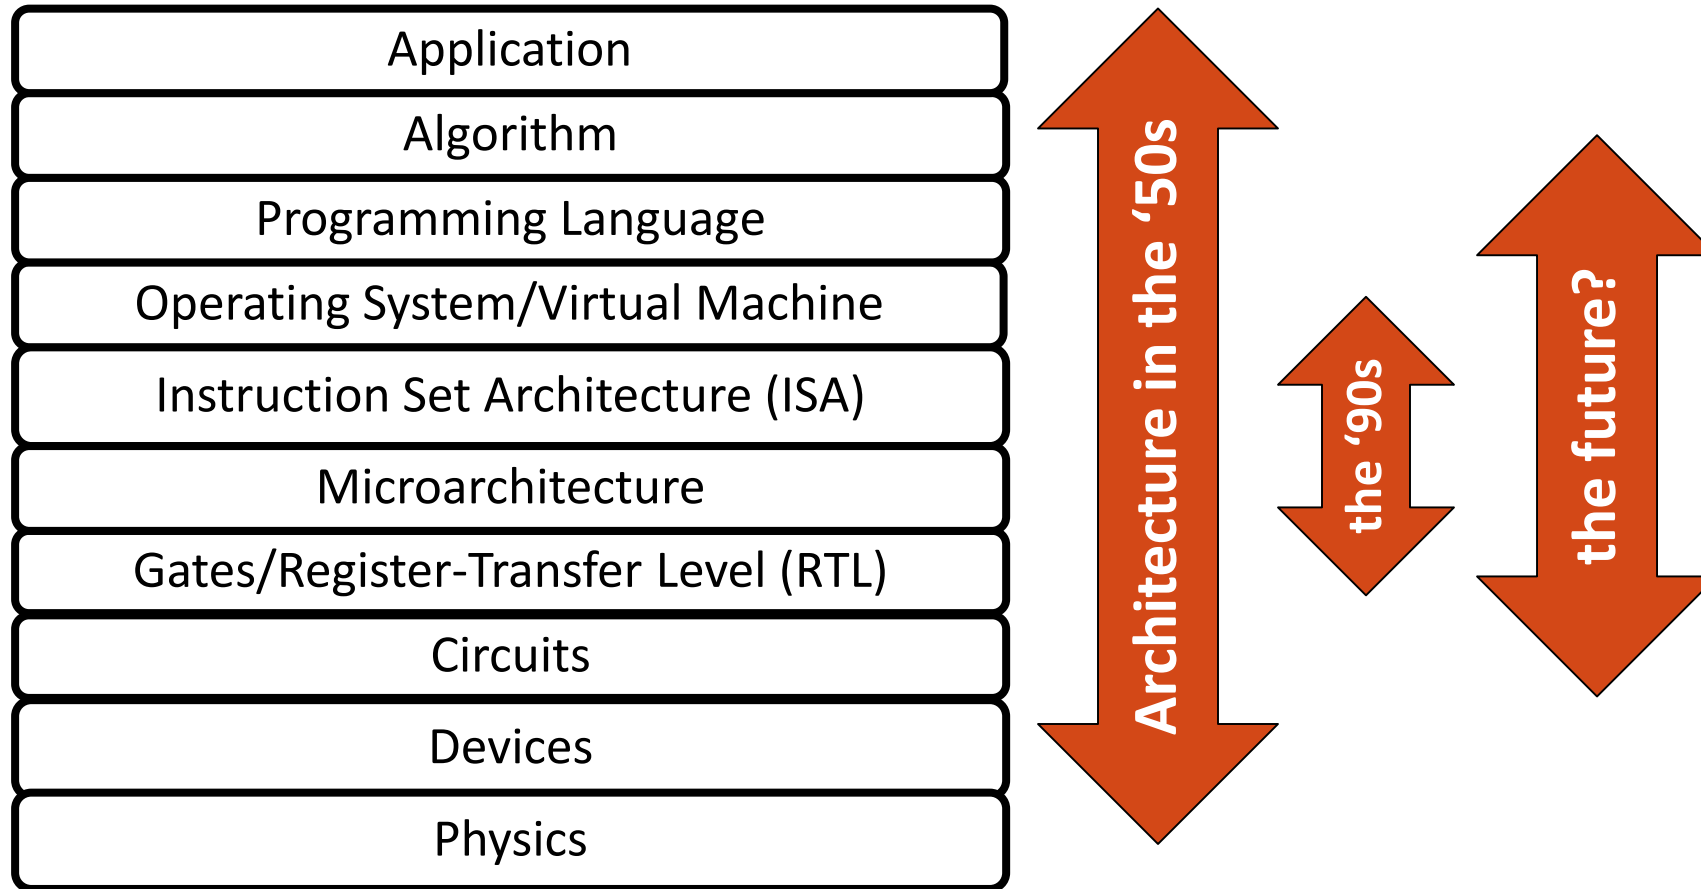 Application
Algorithm
Programming Language
Operating System/Virtual Machine
Instruction Set Architecture (ISA)
Microarchitecture
Gates/Register-Transfer Level (RTL)
Circuits
Devices
Physics
Architecture in the ‘50s
the ‘90s
the future?